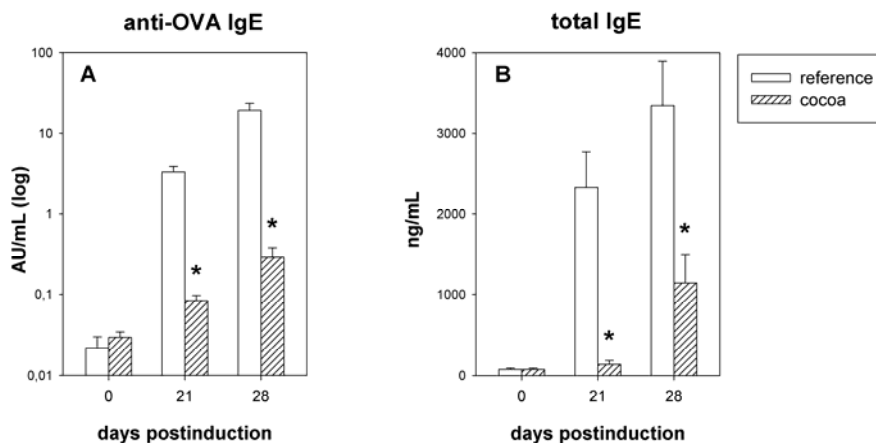 anti-OVA IgE
A
100
10
1
0,1
0,01
AU/mL (log)
*
*
0
21
28
days postinduction
total IgE
B
4000
3000
2000
1000
0
ng/mL
*
*
0
21
28
days postinduction
reference
cocoa